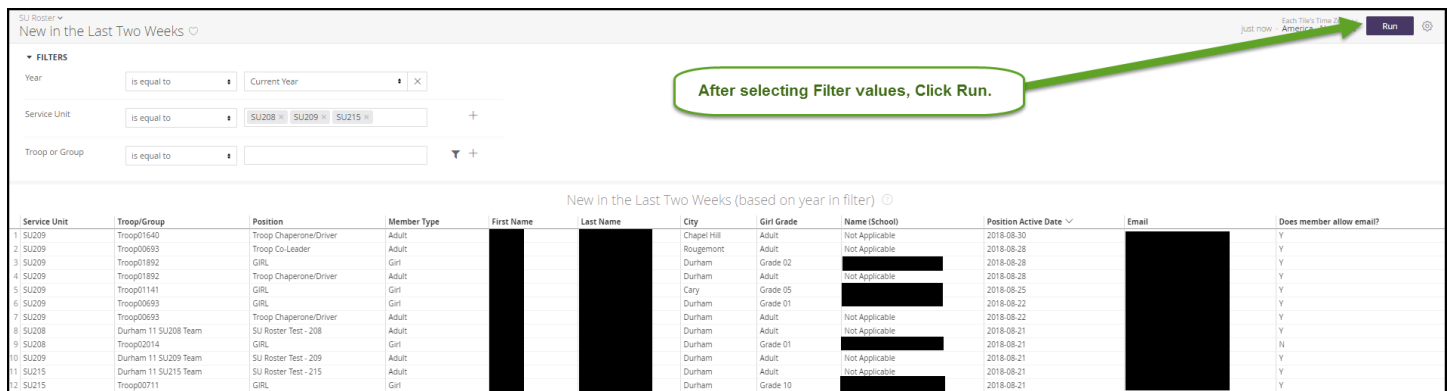 SU Roster
New in the Last Two Weeks
just now
Each Tile's Time
America
Run
FILTERS
Year is equal to Current Year
Service Unit is equal to SU208 SU209 SU215
Troop or Group is equal to
After selecting Filter values, Click Run.
New in the Last Two Weeks (based on year in filter)
Service Unit Troop/Group Position Member Type First Name Last Name City Girl Grade Name (School) Position Active Date Email Does member allow email?
1 SU209 Troop01640 Troop Chaperone/Driver Adult Chapel Hill Adult Not Applicable 2018-08-30 Y
2 SU209 Troop00693 Troop Co-Leader Adult Rougemont Adult Not Applicable 2018-08-28 Y
3 SU209 Troop01892 GIRL Girl Durham Grade 02 2018-08-28 Y
4 SU209 Troop01892 Troop Chaperone/Driver Adult Durham Adult Not Applicable 2018-08-28 Y
5 SU209 Troop01141 GIRL Girl Cary Grade 05 2018-08-25 Y
6 SU209 Troop00693 GIRL Girl Durham Grade 01 2018-08-22 Y
7 SU209 Troop00693 Troop Chaperone/Driver Adult Durham Adult Not Applicable 2018-08-22 Y
8 SU208 Durham 11 SU208 Team SU Roster Test - 208 Adult Durham Adult Not Applicable 2018-08-21 Y
9 SU208 Troop02014 GIRL Girl Durham Grade 01 2018-08-21 N
10 SU209 Durham 11 SU209 Team SU Roster Test - 209 Adult Durham Adult Not Applicable 2018-08-21 Y
11 SU215 Durham 11 SU215 Team SU Roster Test - 215 Adult Durham Adult Not Applicable 2018-08-21 Y
12 SU215 Troop00711 GIRL Girl Durham Grade 10 2018-08-21 Y